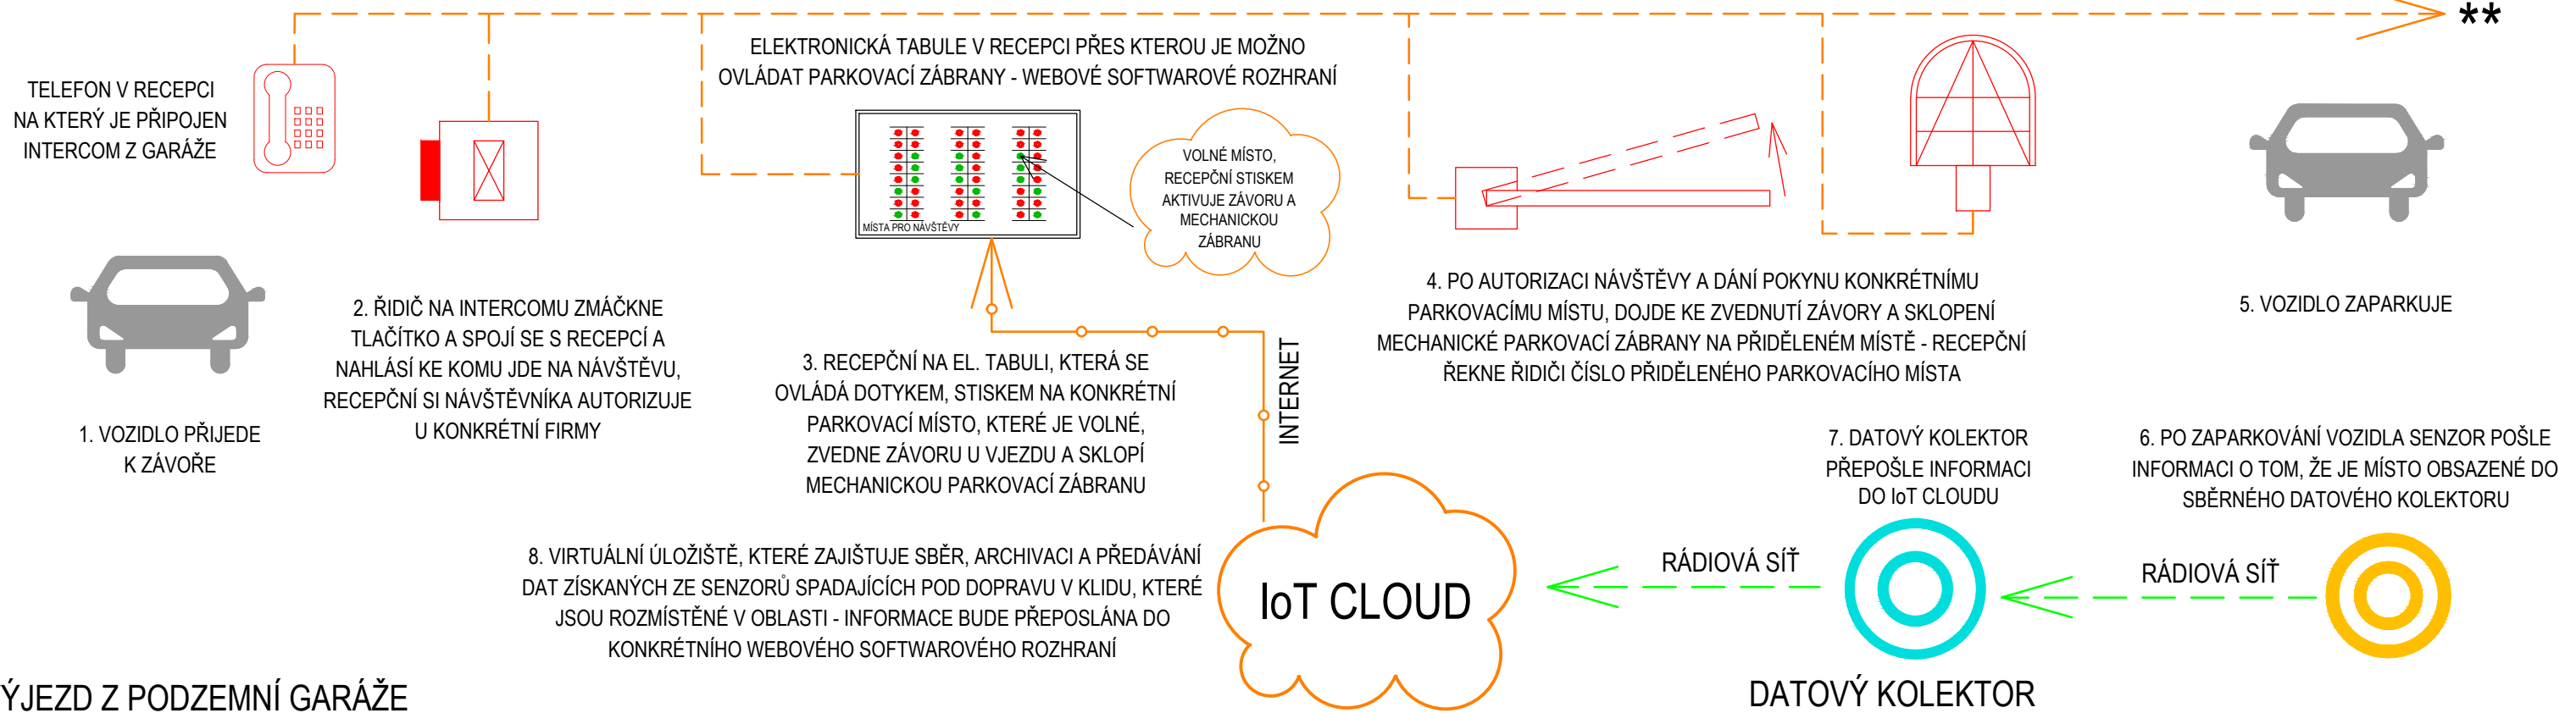 **
TELEFON V RECEPCI
NA KTERÝ JE PŘIPOJEN
INTERCOM Z GARÁŽE
ELEKTRONICKÁ TABULE V RECEPCI PŘES KTEROU JE MOŽNO
OVLÁDAT PARKOVACÍ ZÁBRANY - WEBOVÉ SOFTWAROVÉ ROZHRANÍ
MÍSTA PRO NÁVŠTĚVY
VOLNÉ MÍSTO,
RECEPČNÍ STISKEM
AKTIVUJE ZÁVORU A
MECHANICKOU
ZÁBRANU
1. VOZIDLO PŘIJEDE
K ZÁVOŘE
2. ŘIDIČ NA INTERCOMU ZMÁČKNE
TLAČÍTKO A SPOJÍ SE S RECEPCÍ A
NAHLÁSÍ KE KOMU JDE NA NÁVŠTĚVU,
RECEPČNÍ SI NÁVŠTĚVNÍKA AUTORIZUJE
U KONKRÉTNÍ FIRMY
3. RECEPČNÍ NA EL. TABULI, KTERÁ SE
OVLÁDÁ DOTYKEM, STISKEM NA KONKRÉTNÍ
PARKOVACÍ MÍSTO, KTERÉ JE VOLNÉ,
ZVEDNE ZÁVORU U VJEZDU A SKLOPÍ
MECHANICKOU PARKOVACÍ ZÁBRANU
INTERNET
4. PO AUTORIZACI NÁVŠTĚVY A DÁNÍ POKYNU KONKRÉTNÍMU
PARKOVACÍMU MÍSTU, DOJDE KE ZVEDNUTÍ ZÁVORY A SKLOPENÍ
MECHANICKÉ PARKOVACÍ ZÁBRANY NA PŘIDĚLENÉM MÍSTĚ - RECEPČNÍ
ŘEKNE ŘIDIČI ČÍSLO PŘIDĚLENÉHO PARKOVACÍHO MÍSTA
5. VOZIDLO ZAPARKUJE
6. PO ZAPARKOVÁNÍ VOZIDLA SENZOR POŠLE
INFORMACI O TOM, ŽE JE MÍSTO OBSAZENÉ DO
SBĚRNÉHO DATOVÉHO KOLEKTORU
7. DATOVÝ KOLEKTOR
PŘEPOŠLE INFORMACI
DO IoT CLOUDU
8. VIRTUÁLNÍ ÚLOŽIŠTĚ, KTERÉ ZAJIŠTUJE SBĚR, ARCHIVACI A PŘEDÁVÁNÍ
DAT ZÍSKANÝCH ZE SENZORŮ SPADAJÍCÍCH POD DOPRAVU V KLIDU, KTERÉ
JSOU ROZMÍSTĚNÉ V OBLASTI - INFORMACE BUDE PŘEPOSLÁNA DO
KONKRÉTNÍHO WEBOVÉHO SOFTWAROVÉHO ROZHRANÍ
IoT CLOUD
RÁDIOVÁ SÍŤ
RÁDIOVÁ SÍŤ
DATOVÝ KOLEKTOR
ÝJEZD Z PODZEMNÍ GARÁŽE